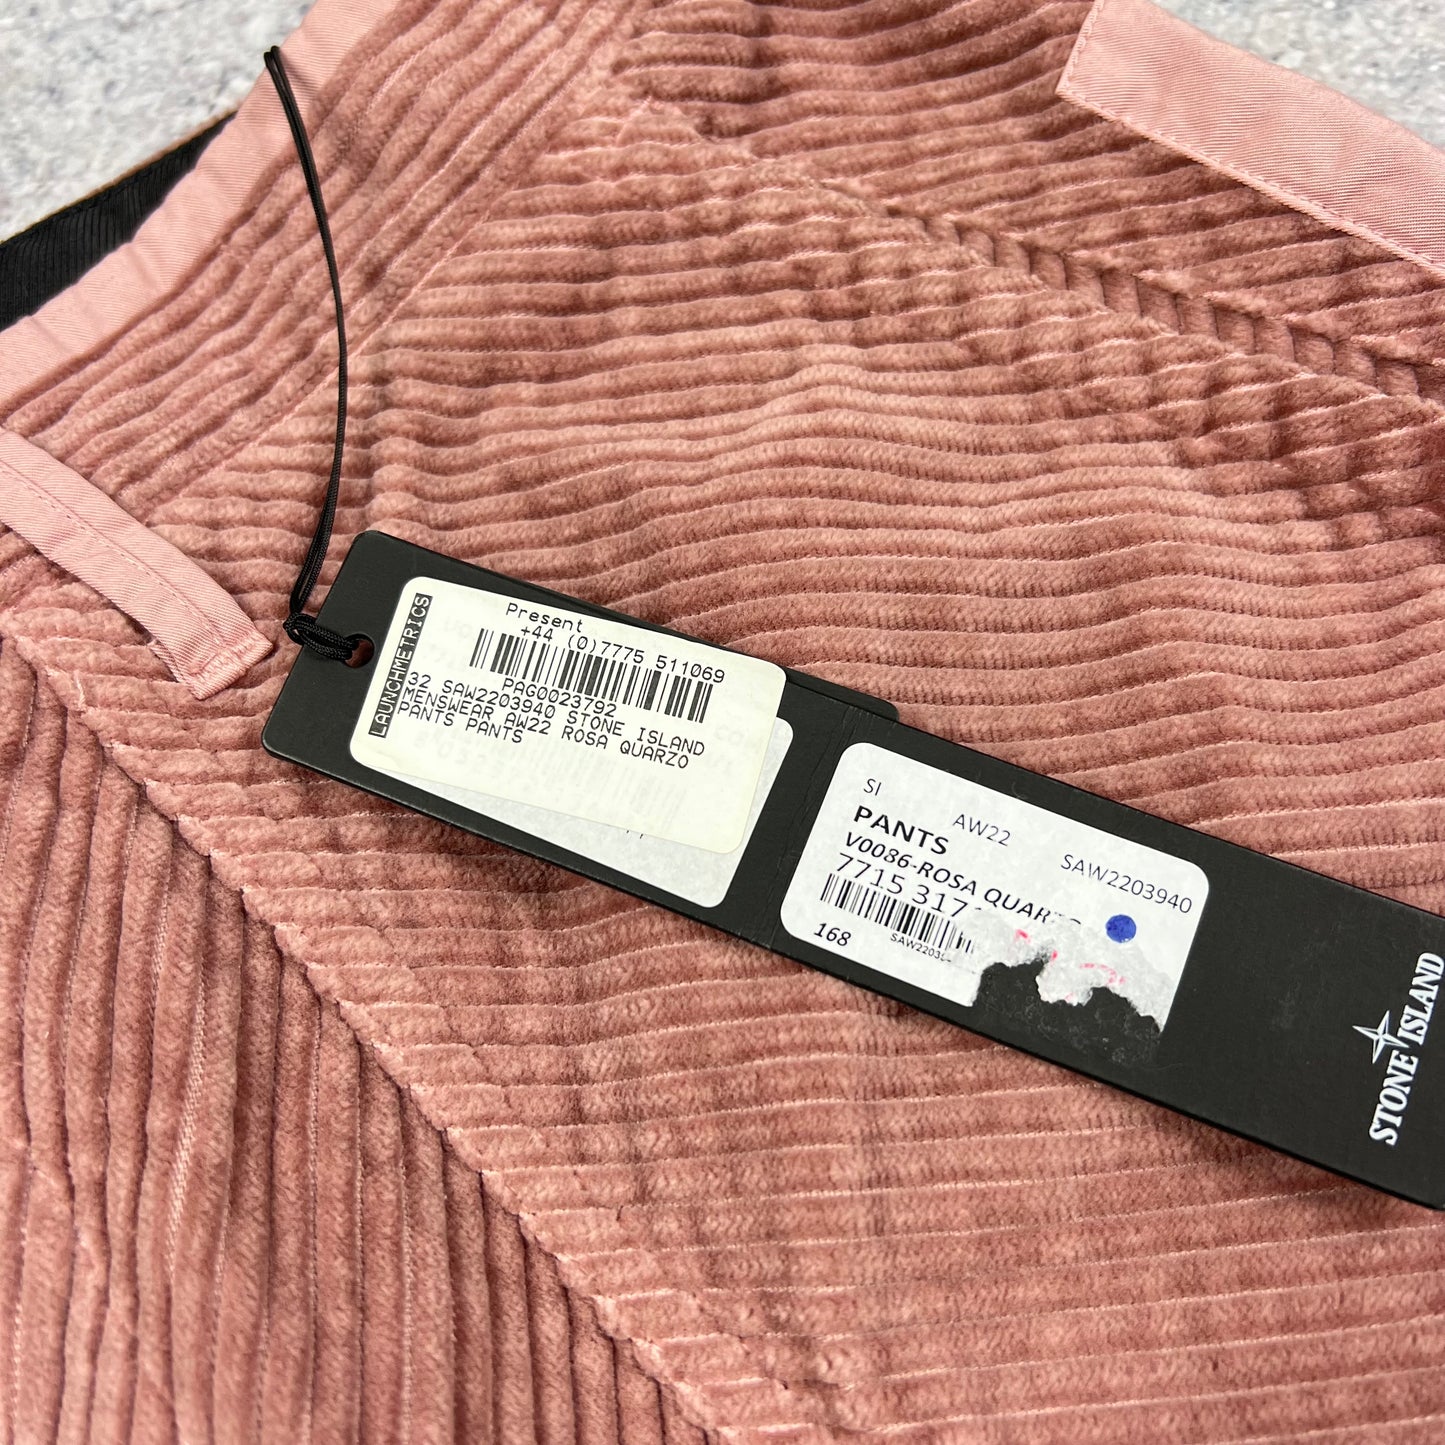 LAUNCHMETRICS
Present
+44 (0)7775 511069
PAG0023792
32 SAW2203940 STONE ISLAND
MENSWEAR AW22 ROSA QUARZO
PANTS PANTS
SI AW22 SAW2203940
PANTS
V0086-ROSA QUARZO
7715 317
168
STONE ISLAND